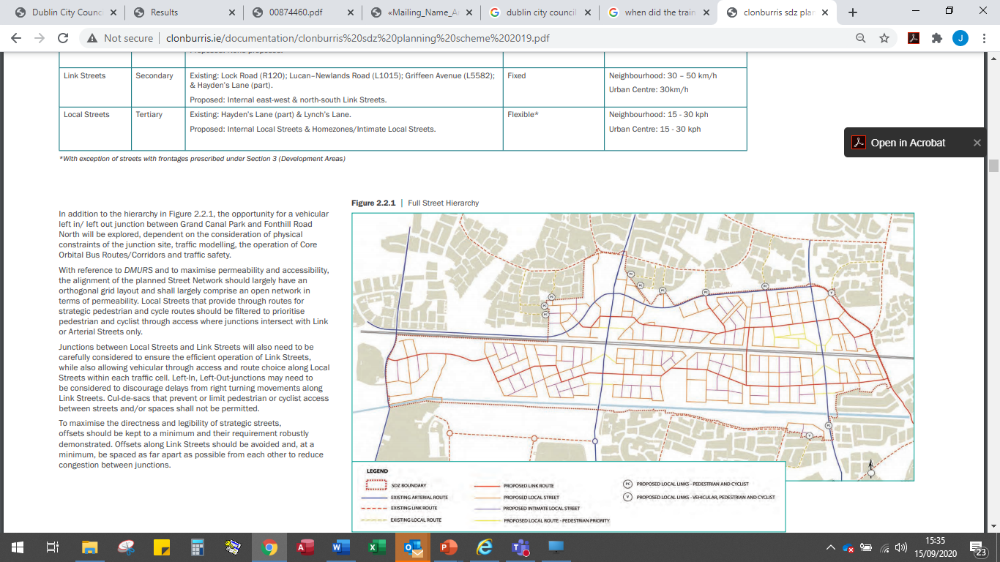 Dublin City Counc
Results
00874460.pdf
«Mailing_Name_A
dublin city council
when did the train
clonburris sdz plan
Not secure | clonburris.ie/documentation/clonburris%20sdz%20planning%20scheme%202019.pdf
J
Link Streets
Secondary
Existing: Lock Road (R120); Lucan–Newlands Road (L1015); Griffeen Avenue (L5582);
& Hayden's Lane (part).
Proposed: Internal east-west & north-south Link Streets.
Fixed
Neighbourhood: 30 – 50 km/h
Urban Centre: 30km/h
Local Streets
Tertiary
Existing: Hayden's Lane (part) & Lynch's Lane.
Proposed: Internal Local Streets & Homezones/Intimate Local Streets.
Flexible*
Neighbourhood: 15 - 30 kph
Urban Centre: 15 - 30 kph
Open in Acrobat
*With exception of streets with frontages prescribed under Section 3 (Development Areas)
In addition to the hierarchy in Figure 2.2.1, the opportunity for a vehicular
left in/ left out junction between Grand Canal Park and Fonthill Road
North will be explored, dependent on the consideration of physical
constraints of the junction site, traffic modelling, the operation of Core
Orbital Bus Routes/Corridors and traffic safety.
With reference to DMURS and to maximise permeability and accessibility,
the alignment of the planned Street Network should largely have an
orthogonal grid layout and shall largely comprise an open network in
terms of permeability. Local Streets that provide through routes for
strategic pedestrian and cycle routes should be filtered to prioritise
pedestrian and cyclist through access where junctions intersect with Link
or Arterial Streets only.
Junctions between Local Streets and Link Streets will also need to be
carefully considered to ensure the efficient operation of Link Streets,
while also allowing vehicular through access and route choice along Local
Streets within each traffic cell. Left-In, Left-Out-junctions may need to
be considered to discourage delays from right turning movements along
Link Streets. Cul-de-sacs that prevent or limit pedestrian or cyclist access
between streets and/or spaces shall not be permitted.
To maximise the directness and legibility of strategic streets,
offsets should be kept to a minimum and their requirement robustly
demonstrated. Offsets along Link Streets should be avoided and, at a
minimum, be spaced as far apart as possible from each other to reduce
congestion between junctions.
Figure 2.2.1 | Full Street Hierarchy
LEGEND
SDZ BOUNDARY
EXISTING ARTERIAL ROUTE
EXISTING LINK ROUTE
EXISTING LOCAL ROUTE
PROPOSED LINK ROUTE
PROPOSED LOCAL STREET
PROPOSED INTIMATE LOCAL STREET
PROPOSED LOCAL ROUTE - PEDESTRIAN PRIORITY
PC PROPOSED LOCAL LINKS - PEDESTRIAN AND CYCLIST
V PROPOSED LOCAL LINKS - VEHICULAR, PEDESTRIAN AND CYCLIST
15:35
15/09/2020
23